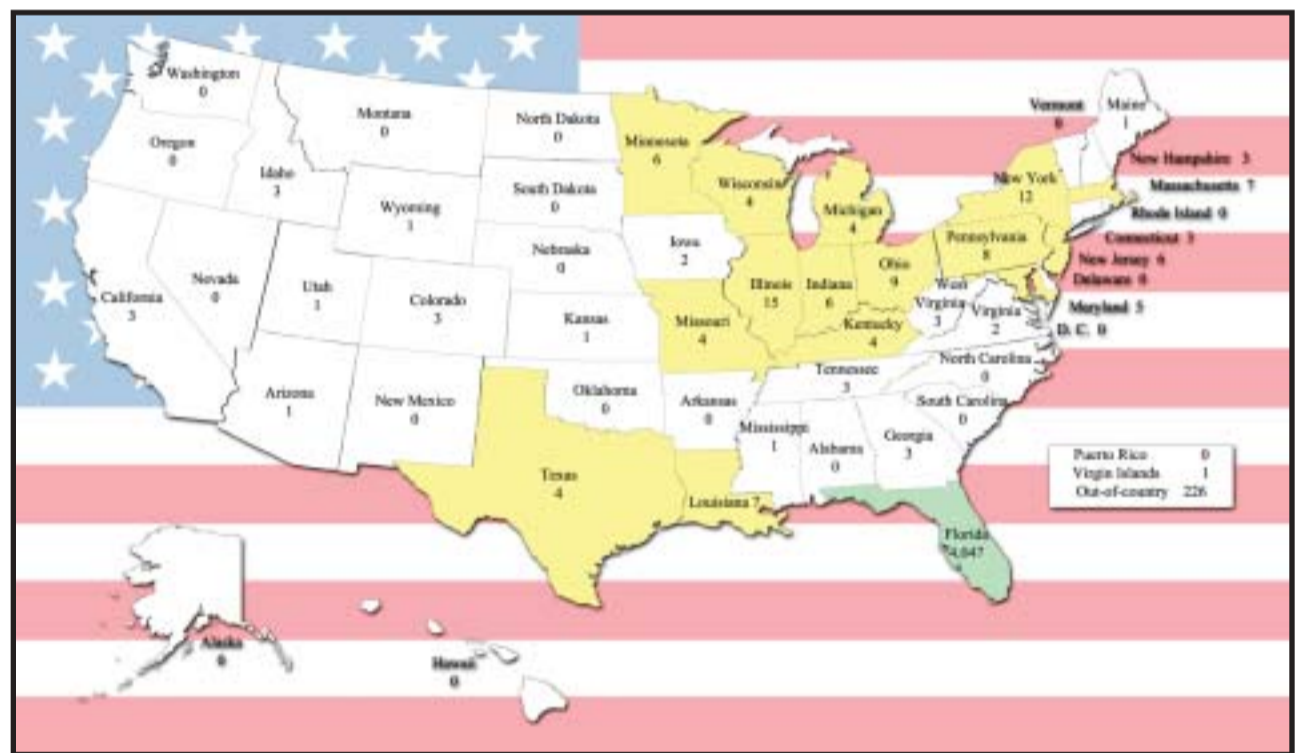 Washington
0
Oregon
0
Idaho
3
Montana
0
Wyoming
1
North Dakota
0
South Dakota
0
Nebraska
0
Kansas
1
Oklahoma
0
Texas
4
Nevada
0
California
3
Utah
1
Colorado
3
Arizona
1
New Mexico
0
Minnesota
6
Iowa
2
Missouri
4
Arkansas
0
Louisiana 7
Wisconsin
4
Illinois
15
Michigan
4
Indiana
6
Ohio
9
Kentucky
4
Tennessee
3
Mississippi
1
Alabama
0
Georgia
3
Florida
4,047
South Carolina
0
North Carolina
0
Virginia
2
West
Virginia
3
Pennsylvania
8
New York
12
Vermont
0
Maine
1
New Hampshire 3
Massachusetts 7
Rhode Island 0
Connecticut 3
New Jersey 6
Delaware 0
Maryland 5
D. C. 0
Puerto Rico 0
Virgin Islands 1
Out-of-country 226
Alaska
0
Hawaii
0